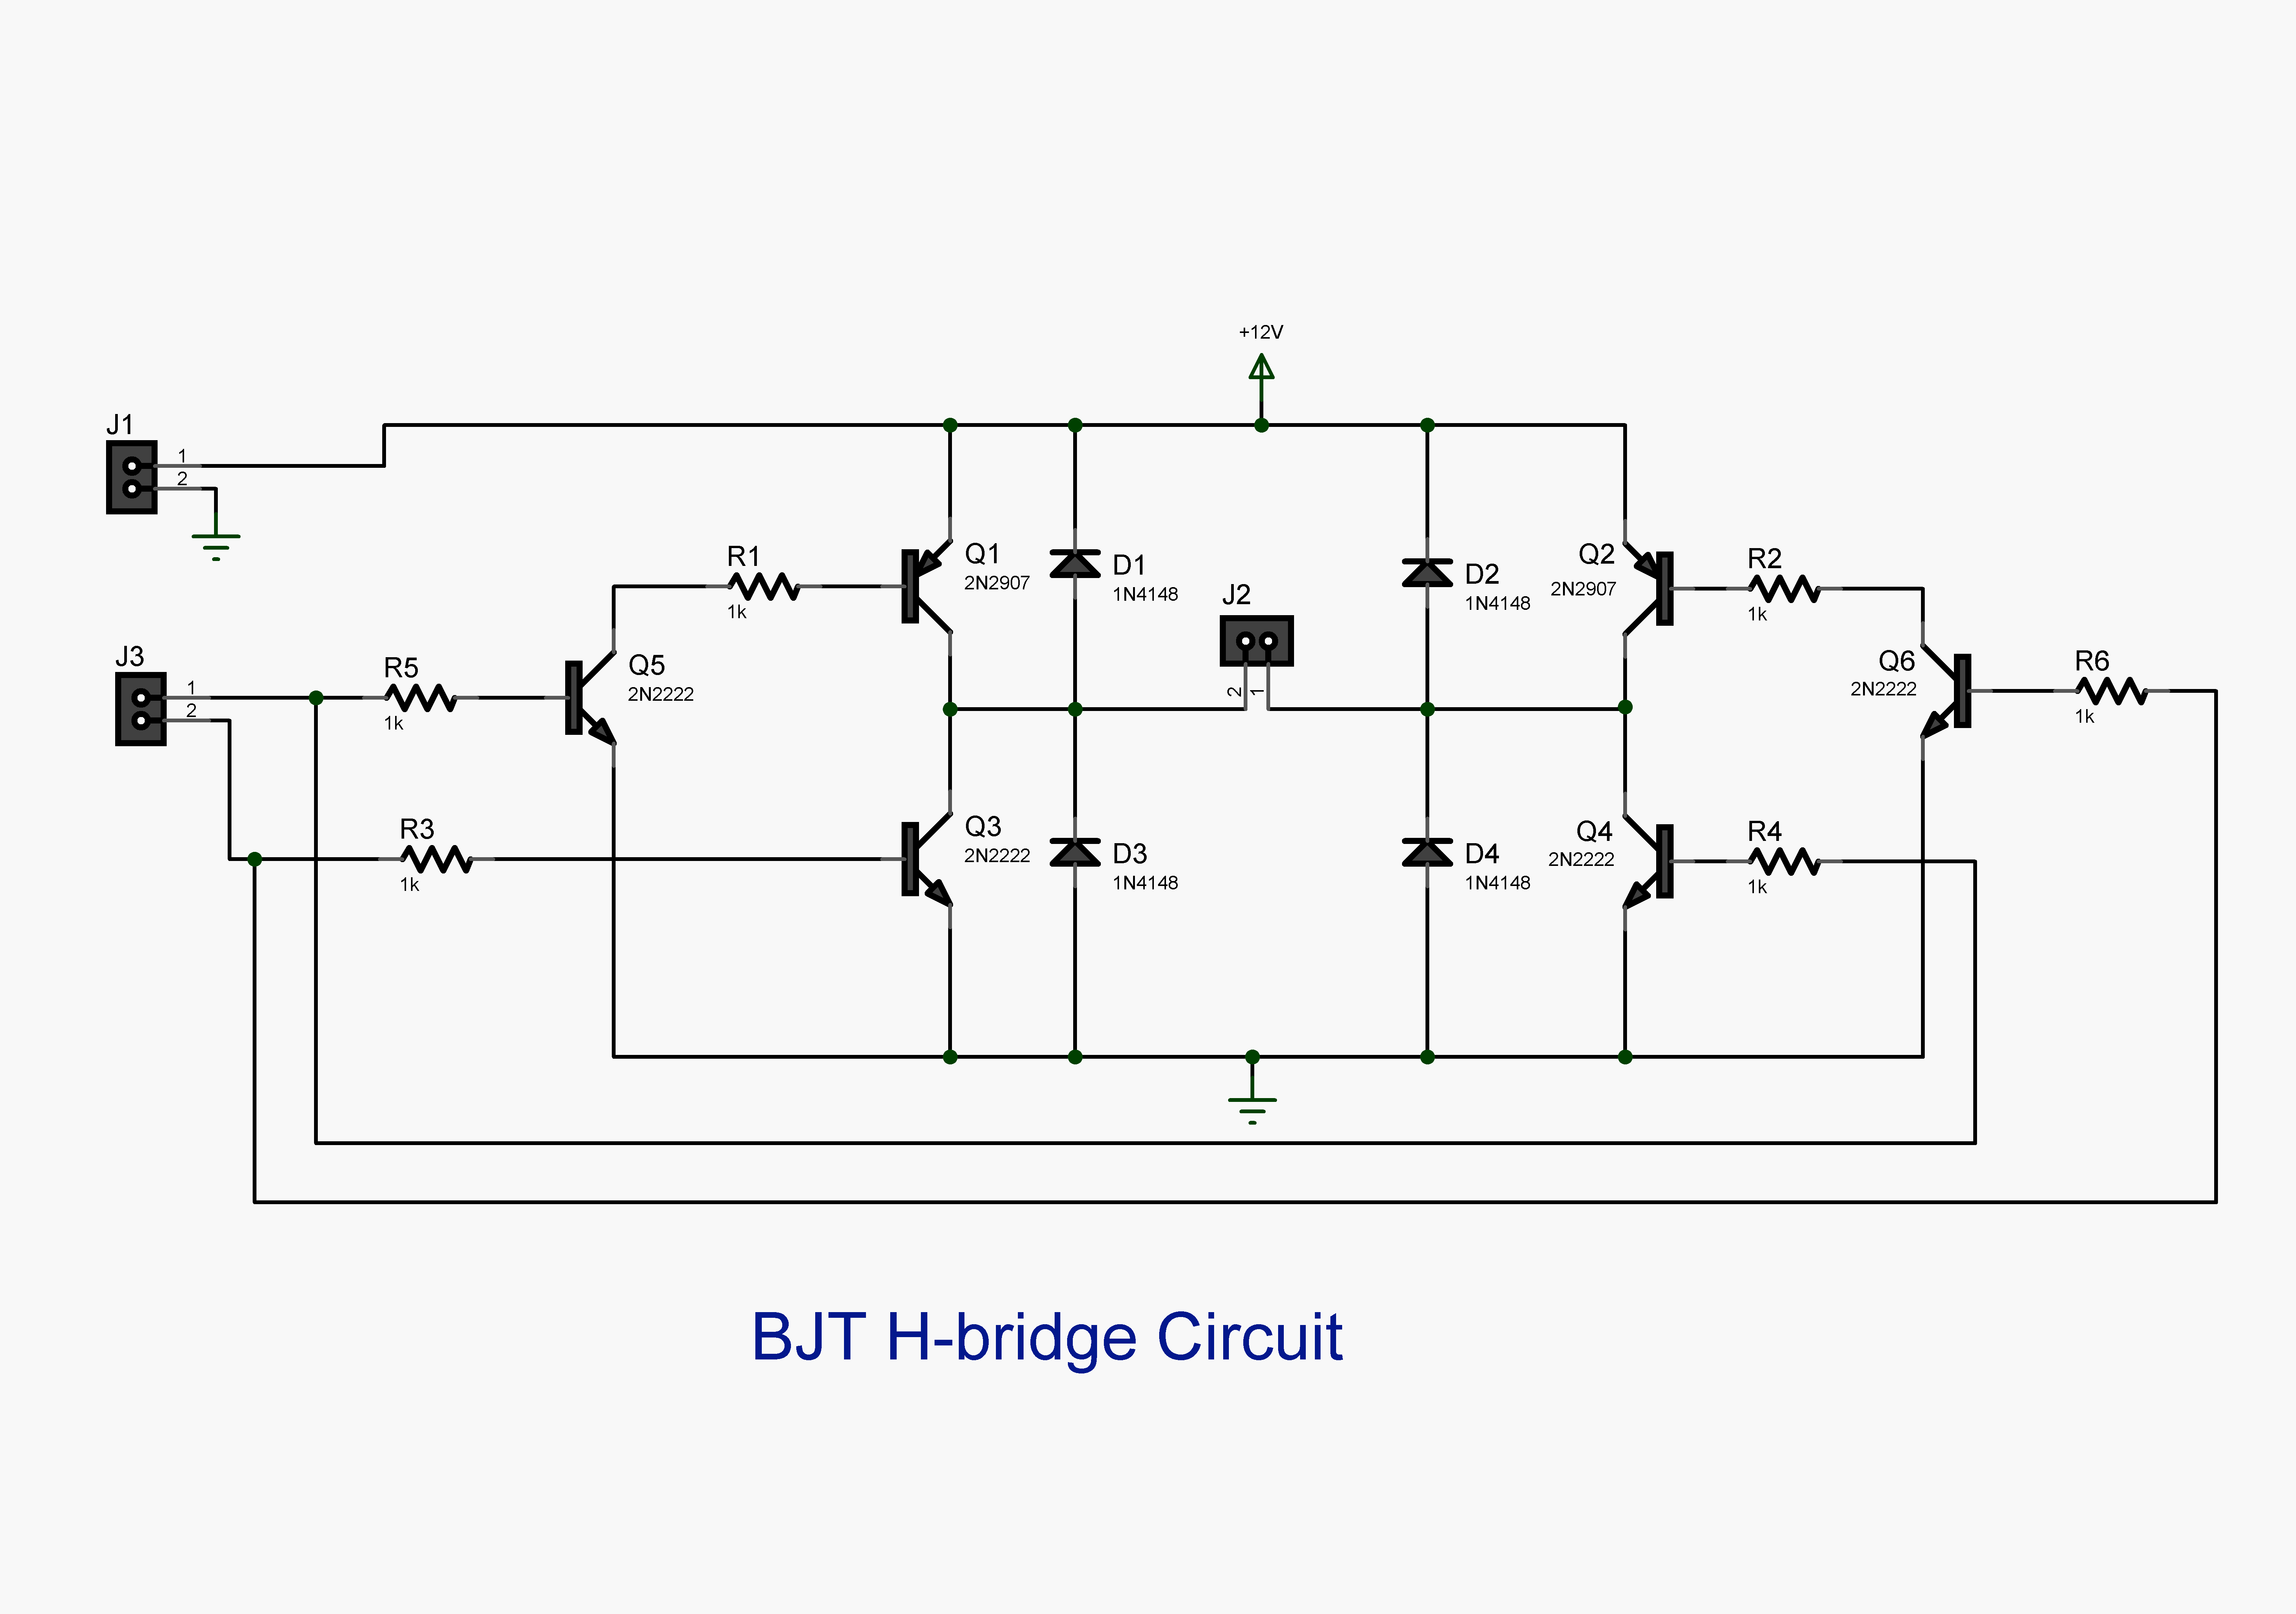 +12V
J1
1
2
R1
1k
Q1
2N2907
D1
1N4148
J2
2
1
D2
1N4148
Q2
2N2907
R2
1k
J3
1
2
R5
1k
Q5
2N2222
Q6
2N2222
R6
1k
R3
1k
Q3
2N2222
D3
1N4148
D4
1N4148
Q4
2N2222
R4
1k
BJT H-bridge Circuit